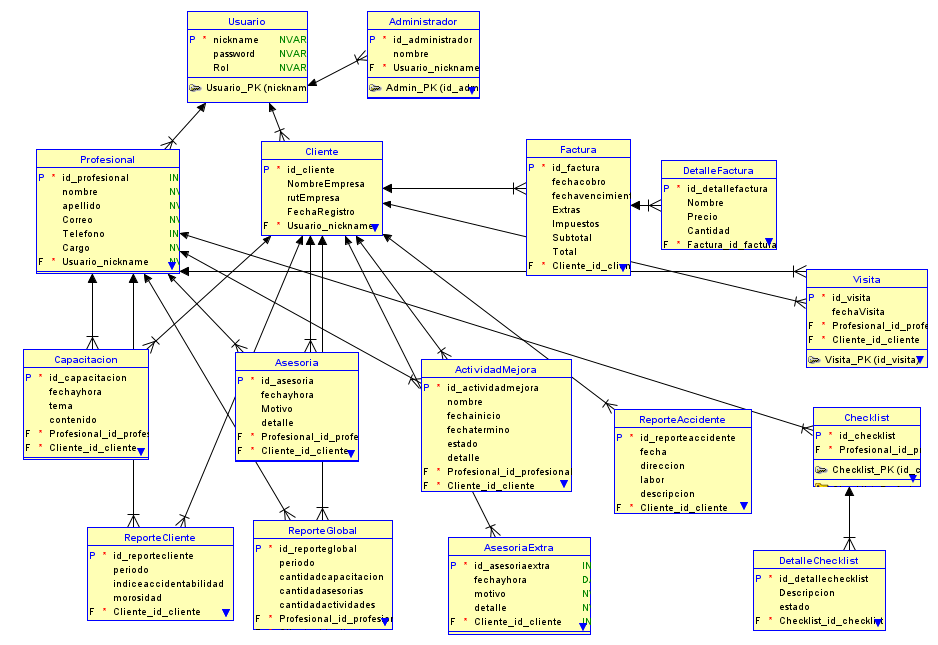 Usuario
P * nickname NVAR
password NVAR
Rol NVAR
Usuario_PK (nicknam
Administrador
P * id_administrador
nombre
F * Usuario_nickname
Admin_PK (id_adm
Profesional
P * id_profesional IN
nombre NV
apellido NV
Correo NV
Telefono IN
Cargo NV
F * Usuario_nickname NV
Cliente
P * id_cliente
NombreEmpresa
rutEmpresa
FechaRegistro
F * Usuario_nickname
Factura
P * id_factura
fechacobro
fechavencimient
Extras
Impuestos
Subtotal
Total
F * Cliente_id_clien
DetalleFactura
P * id_detallefactura
Nombre
Precio
Cantidad
F * Factura_id_factura
Visita
P * id_visita
fechaVisita
F * Profesional_id_profe
F * Cliente_id_cliente
Visita_PK (id_visita)
Capacitacion
P * id_capacitacion
fechayhora
tema
contenido
F * Profesional_id_profes
F * Cliente_id_cliente
Asesoria
P * id_asesoria
fechayhora
Motivo
detalle
F * Profesional_id_profe
F * Cliente_id_cliente
ActividadMejora
P * id_actividadmejora
nombre
fechainicio
fechatermino
estado
detalle
F * Profesional_id_profesiona
F * Cliente_id_cliente
ReporteAccidente
P * id_reporteaccidente
fecha
direccion
labor
descripcion
F * Cliente_id_cliente
Checklist
P * id_checklist
F * Profesional_id_p
Checklist_PK (id_c
ReporteCliente
P * id_reportecliente
periodo
indiceaccidentabilidad
morosidad
F * Cliente_id_cliente
ReporteGlobal
P * id_reporteglobal
periodo
cantidadcapacitacion
cantidadasesorias
cantidadactividades
F * Profesional_id_profesion
AsesoriaExtra
P * id_asesoriaextra IN
fechayhora D.
motivo N
detalle N
F * Cliente_id_cliente IN
DetalleChecklist
P * id_detallechecklist
Descripcion
estado
F * Checklist_id_checklist